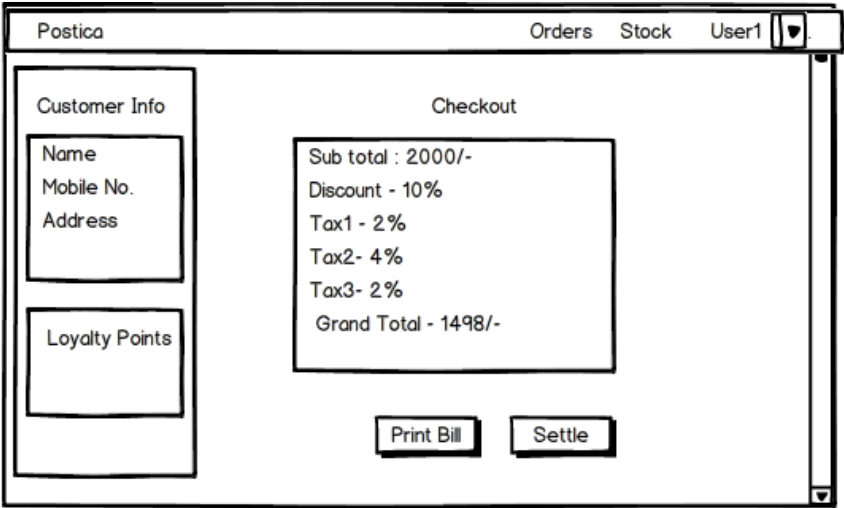 Postica Orders Stock User1
Customer Info
Name
Mobile No.
Address
Loyalty Points
Checkout
Sub total : 2000/-
Discount - 10%
Tax1 - 2%
Tax2- 4%
Tax3- 2%
Grand Total - 1498/-
Print Bill Settle